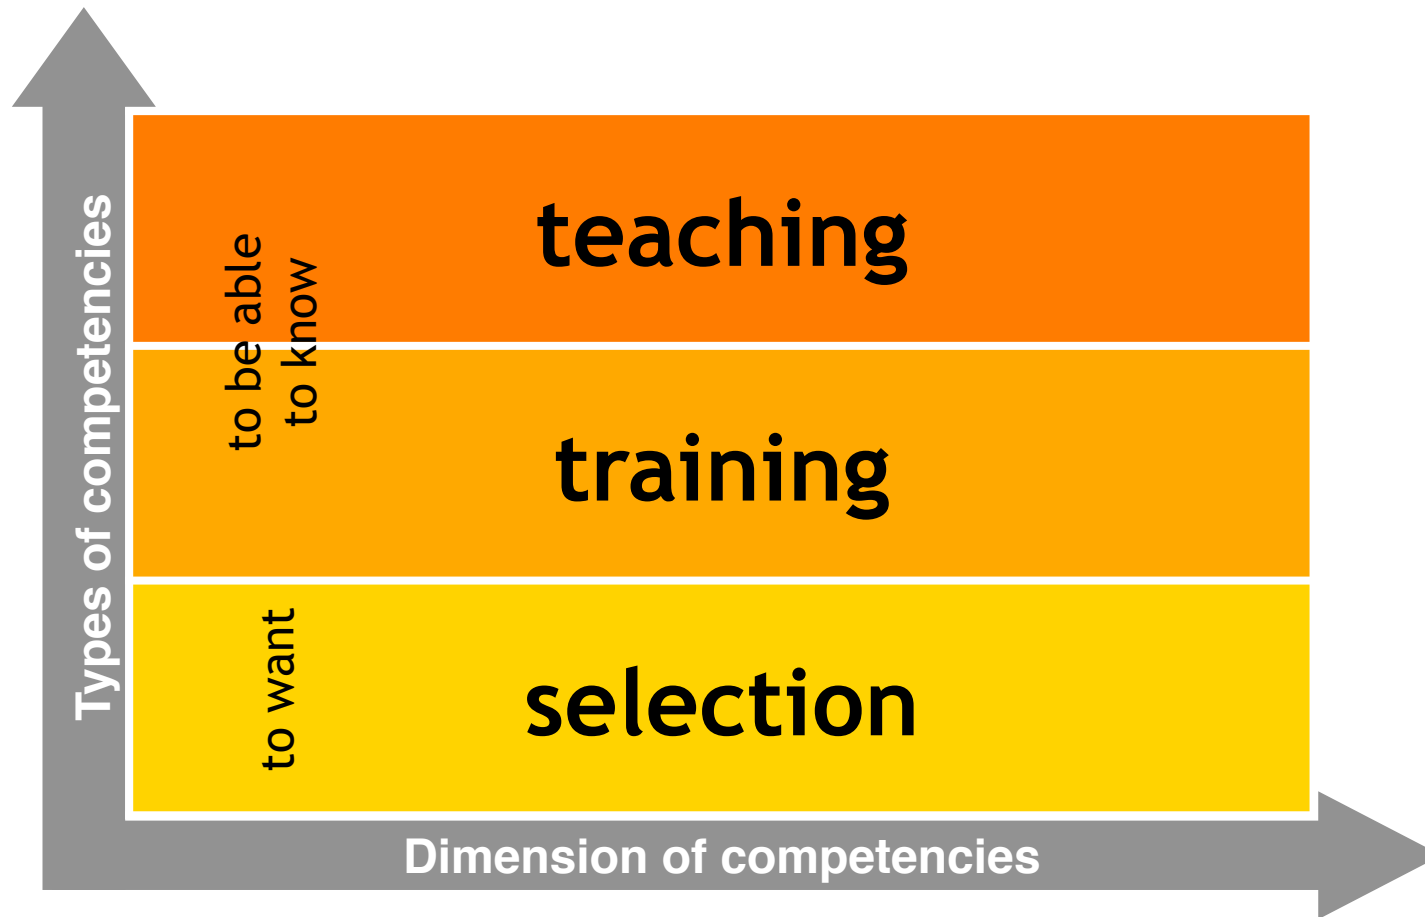 Types of competencies
to be able
to know
teaching
training
to want
selection
Dimension of competencies